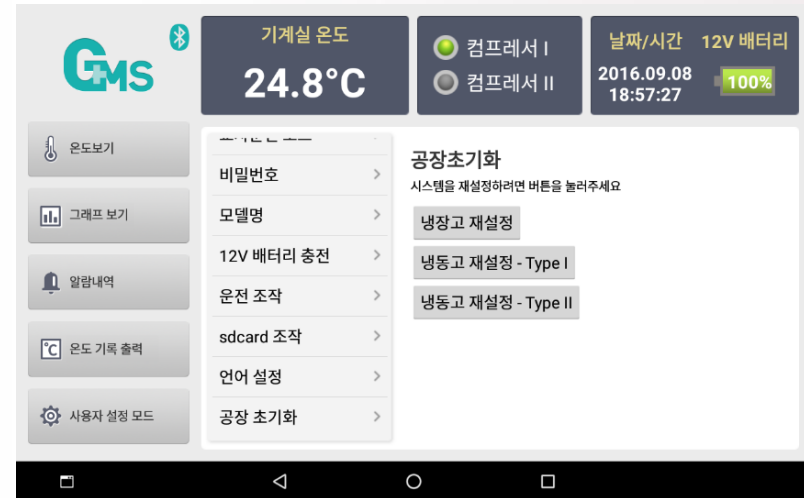 GMS
기계실 온도
24.8°C
컴프레서 I
컴프레서 II
날짜/시간
12V 배터리
2016.09.08
18:57:27
100%
온도보기
그래프 보기
알람내역
온도 기록 출력
사용자 설정 모드
비밀번호
모델명
12V 배터리 충전
운전 조작
sdcard 조작
언어 설정
공장 초기화
공장초기화
시스템을 재설정하려면 버튼을 눌러주세요
냉장고 재설정
냉동고 재설정 - Type I
냉동고 재설정 - Type II